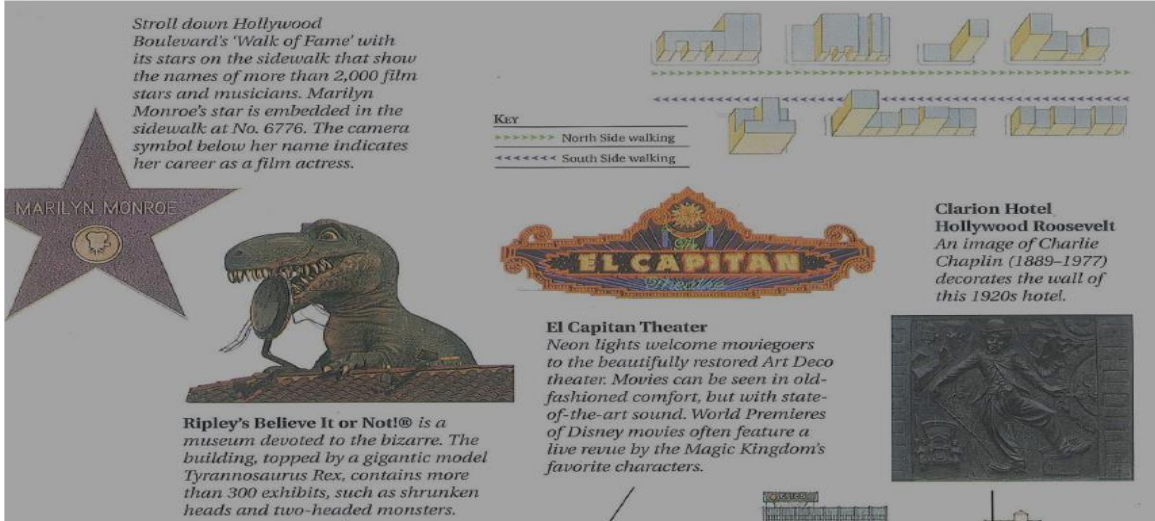 Stroll down Hollywood
Boulevard's 'Walk of Fame' with
its stars on the sidewalk that show
the names of more than 2,000 film
stars and musicians. Marilyn
Monroe's star is embedded in the
sidewalk at No. 6776. The camera
symbol below her name indicates
her career as a film actress.
KEY
North Side walking
South Side walking
MARILYN MONROE
The
EL CAPITAN
Theatre
Clarion Hotel
Hollywood Roosevelt
An image of Charlie
Chaplin (1889–1977)
decorates the wall of
this 1920s hotel.
El Capitan Theater
Neon lights welcome moviegoers
to the beautifully restored Art Deco
theater. Movies can be seen in old-
fashioned comfort, but with state-
of-the-art sound. World Premieres
of Disney movies often feature a
live revue by the Magic Kingdom's
favorite characters.
Ripley's Believe It or Not!® is a
museum devoted to the bizarre. The
building, topped by a gigantic model
Tyrannosaurus Rex, contains more
than 300 exhibits, such as shrunken
heads and two-headed monsters.